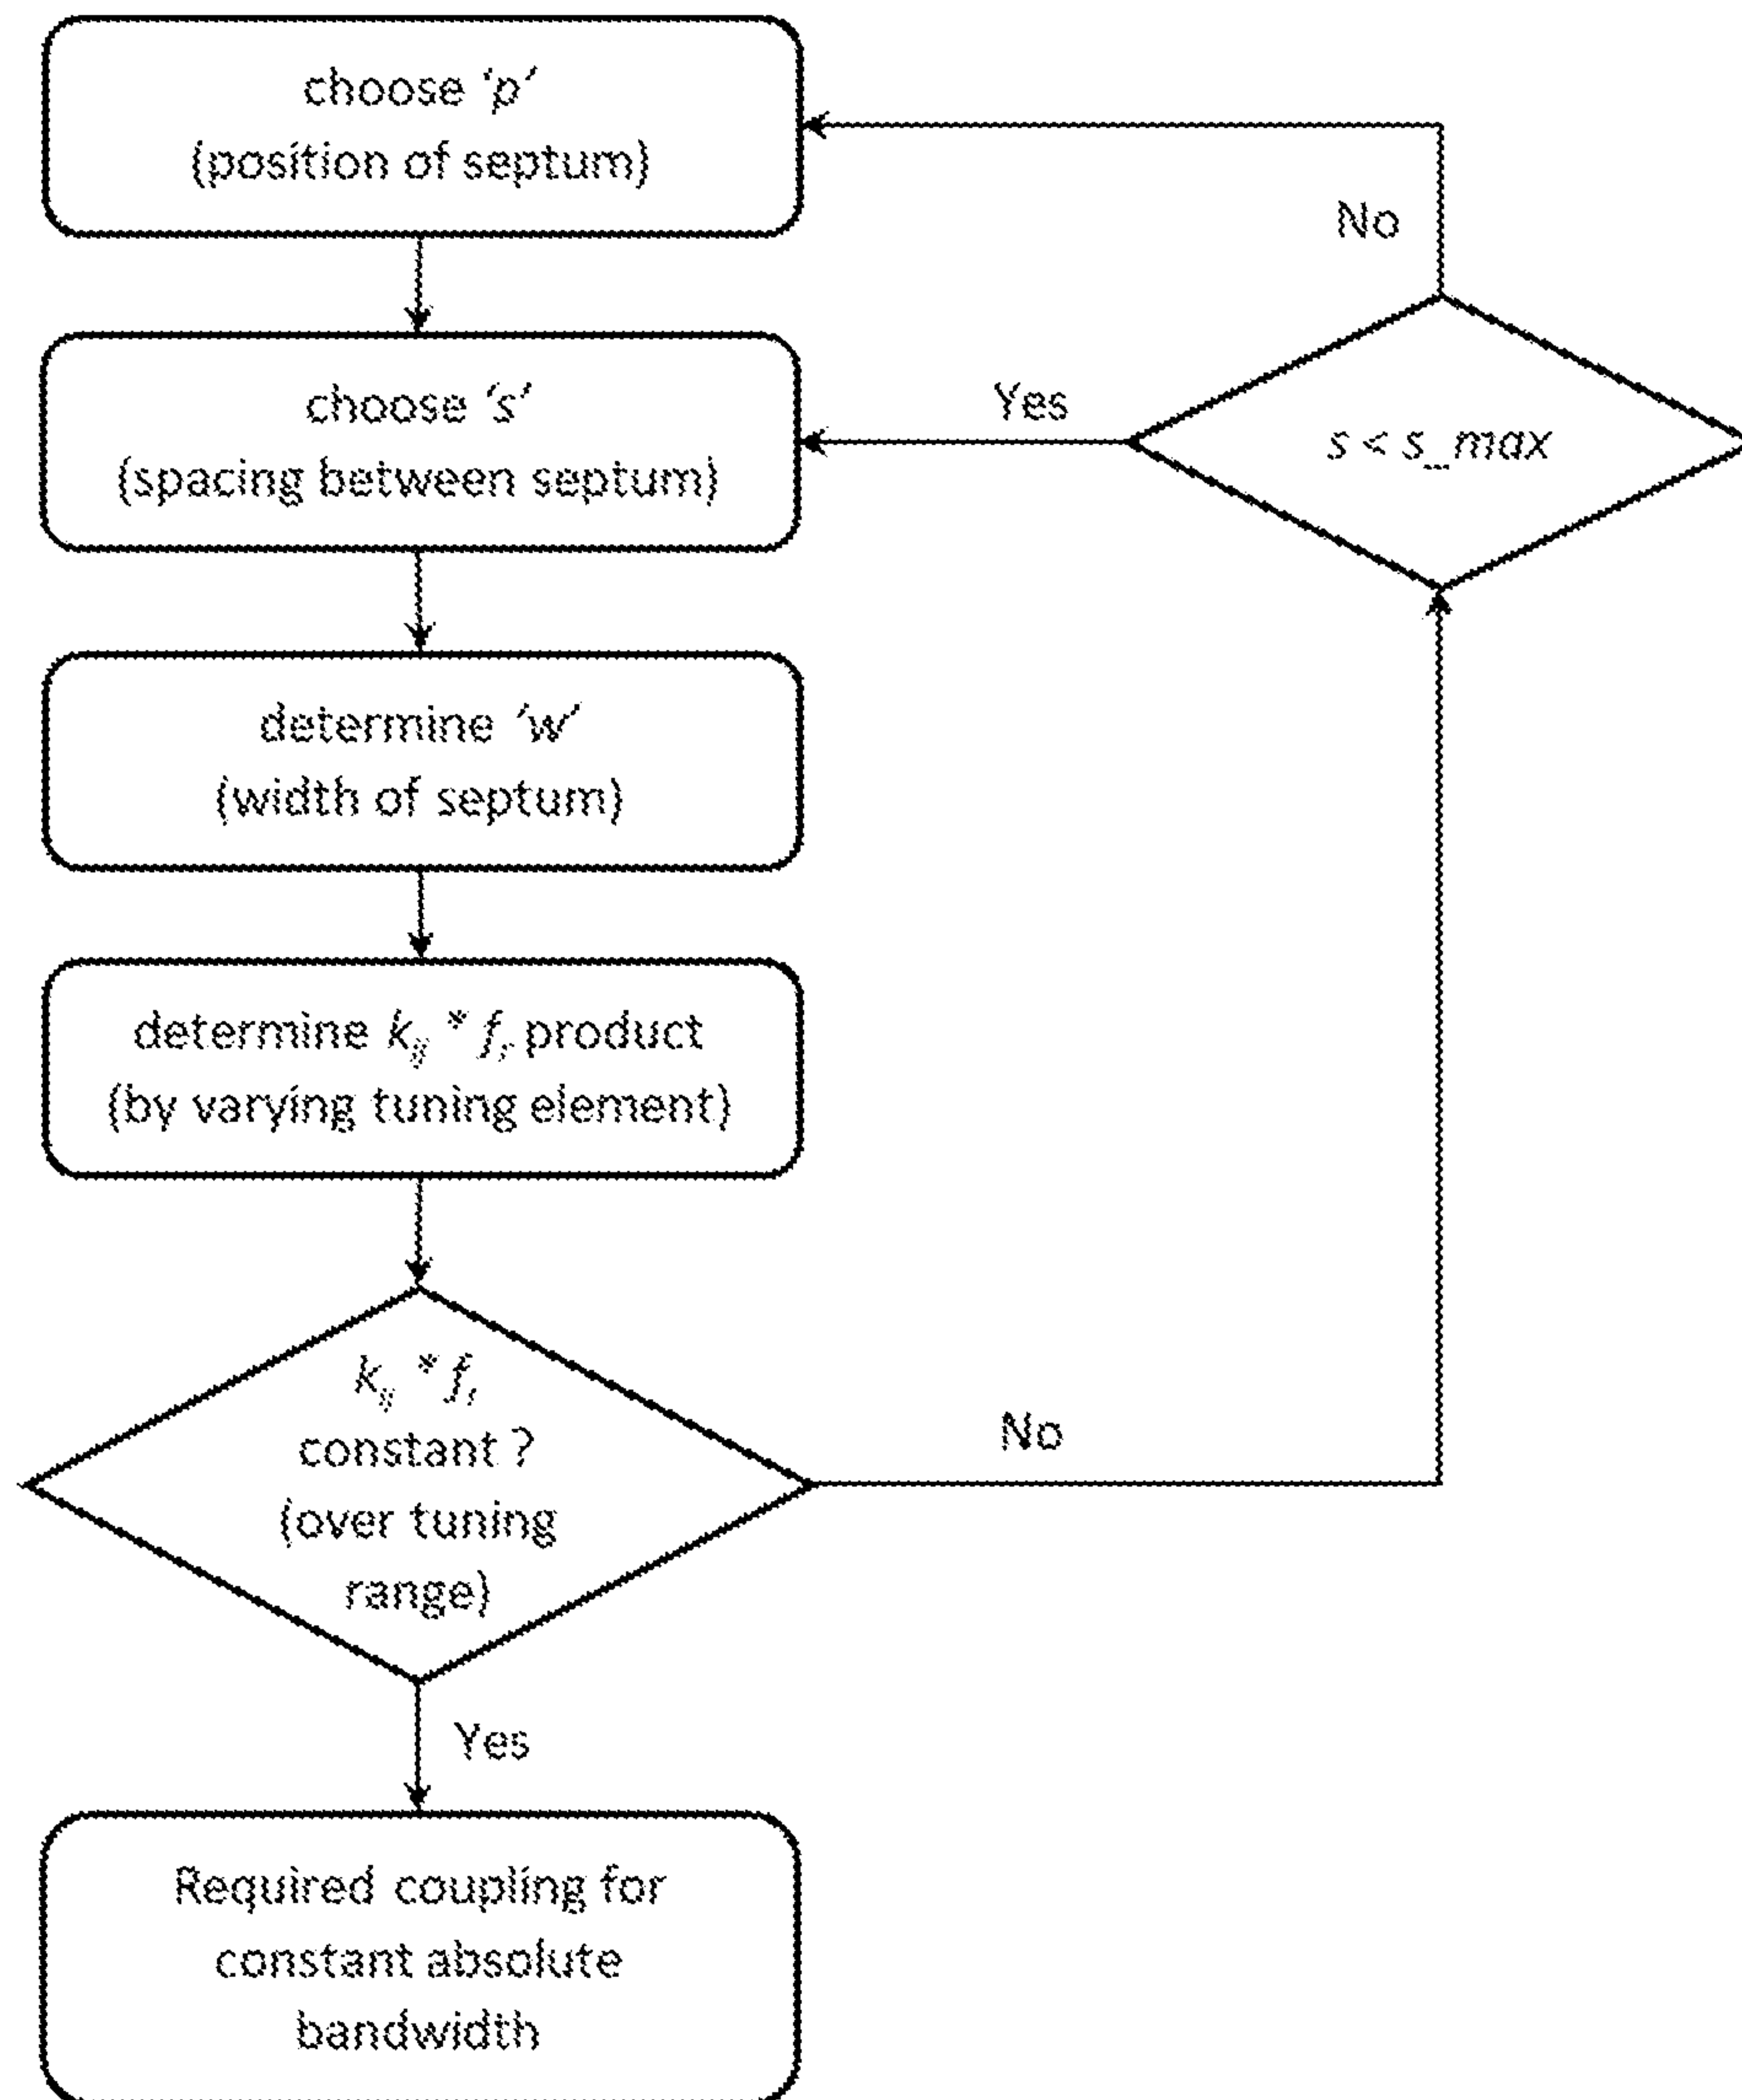 choose ‘p’
(position of septum)
No
choose ‘s’
(spacing between septum)
Yes
s < s_max
determine ‘w’
(width of septum)
determine kᵢⱼ * fᵣ product
(by varying tuning element)
kᵢⱼ * fᵣ
constant ?
(over tuning
range)
No
Yes
Required coupling for
constant absolute
bandwidth